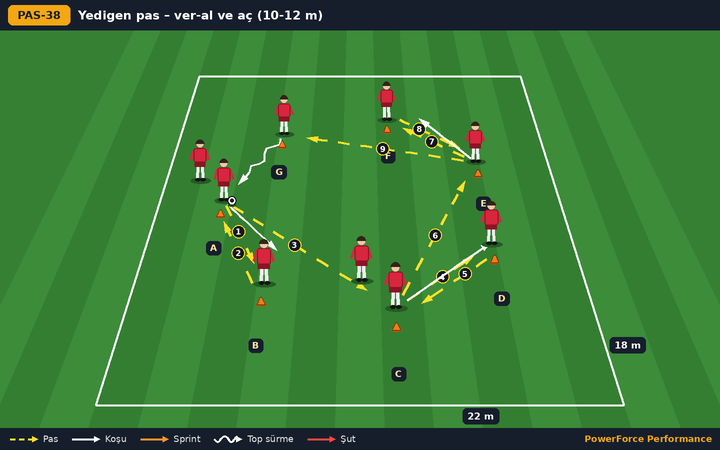 PAS-38
Yedigen pas – ver-al ve aç (10-12 m)
8
7
9
F
G
E
1
3
6
A
2
4
5
D
B
C
18 m
22 m
Pas
Koşu
Sprint
Top sürme
Şut
PowerForce Performance